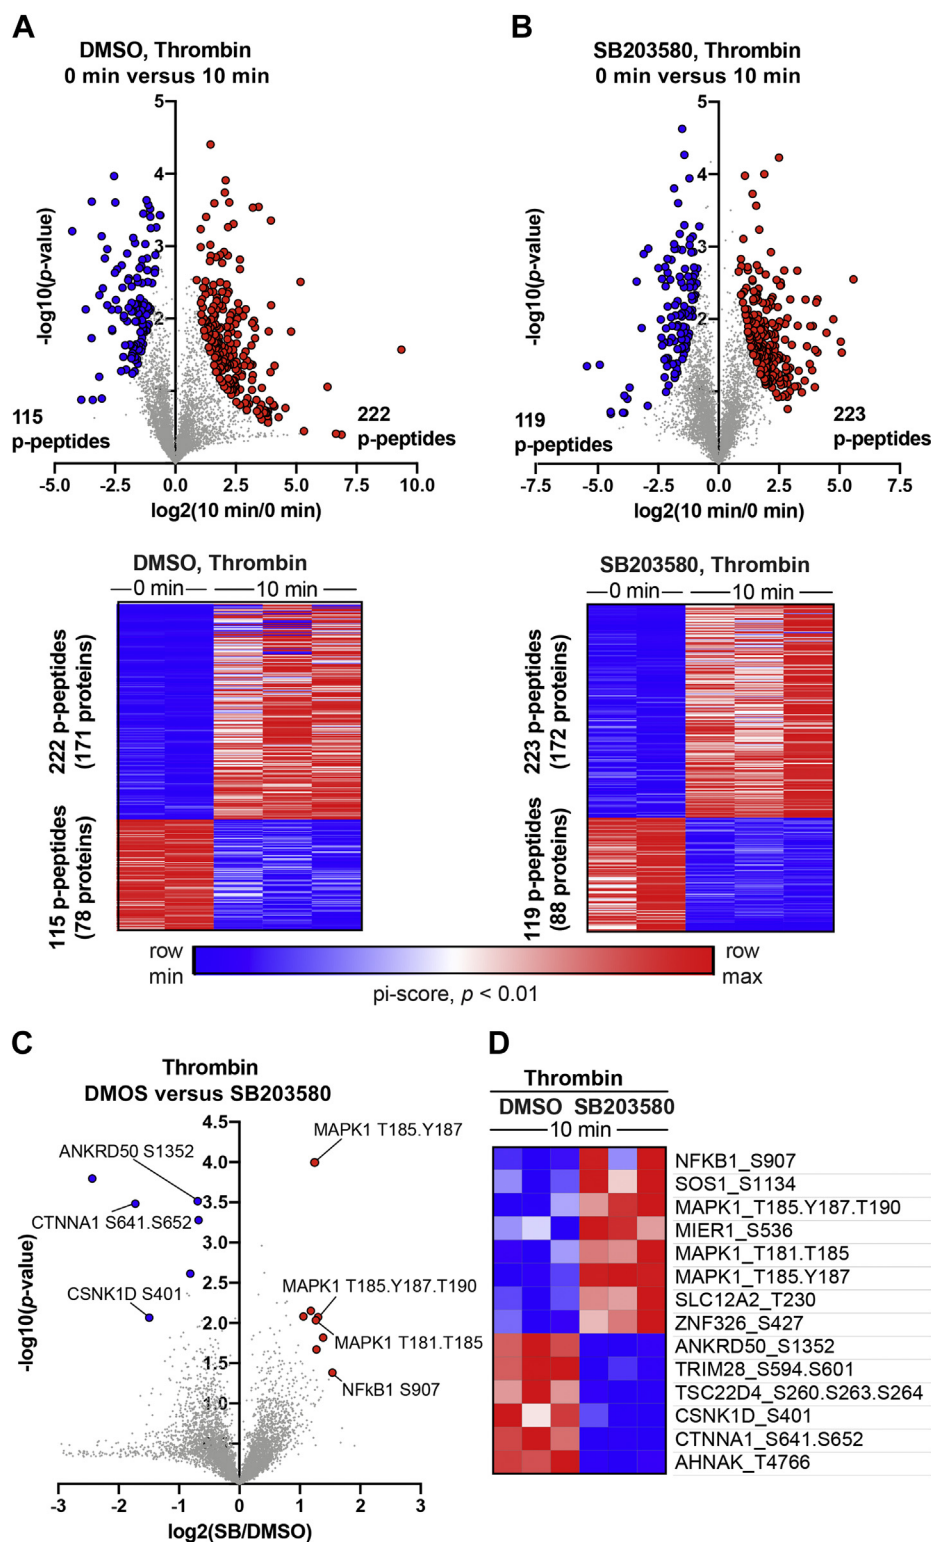 A
DMSO, Thrombin
0 min versus 10 min
5
4
3
2
-log10(p-value)
115
p-peptides
222
p-peptides
-5.0 -2.5 0.0 2.5 5.0 7.5 10.0
log2(10 min/0 min)
B
SB203580, Thrombin
0 min versus 10 min
5
4
3
2
-log10(p-value)
119
p-peptides
223
p-peptides
-7.5 -5.0 -2.5 0.0 2.5 5.0 7.5
log2(10 min/0 min)
DMSO, Thrombin
0 min 10 min
222 p-peptides
(171 proteins)
115 p-peptides
(78 proteins)
SB203580, Thrombin
0 min 10 min
223 p-peptides
(172 proteins)
119 p-peptides
(88 proteins)
row
min
row
max
pi-score, p < 0.01
C
Thrombin
DMOS versus SB203580
4.5
4.0
3.5
3.0
2.5
2.0
1.5
1.0
-log10(p-value)
MAPK1 T185.Y187
ANKRD50 S1352
CTNNA1 S641.S652
CSNK1D S401
MAPK1 T185.Y187.T190
MAPK1 T181.T185
NFkB1 S907
-3 -2 -1 0 1 2 3
log2(SB/DMSO)
D
Thrombin
DMSO SB203580
10 min
NFKB1_S907
SOS1_S1134
MAPK1_T185.Y187.T190
MIER1_S536
MAPK1_T181.T185
MAPK1_T185.Y187
SLC12A2_T230
ZNF326_S427
ANKRD50_S1352
TRIM28_S594.S601
TSC22D4_S260.S263.S264
CSNK1D_S401
CTNNA1_S641.S652
AHNAK_T4766